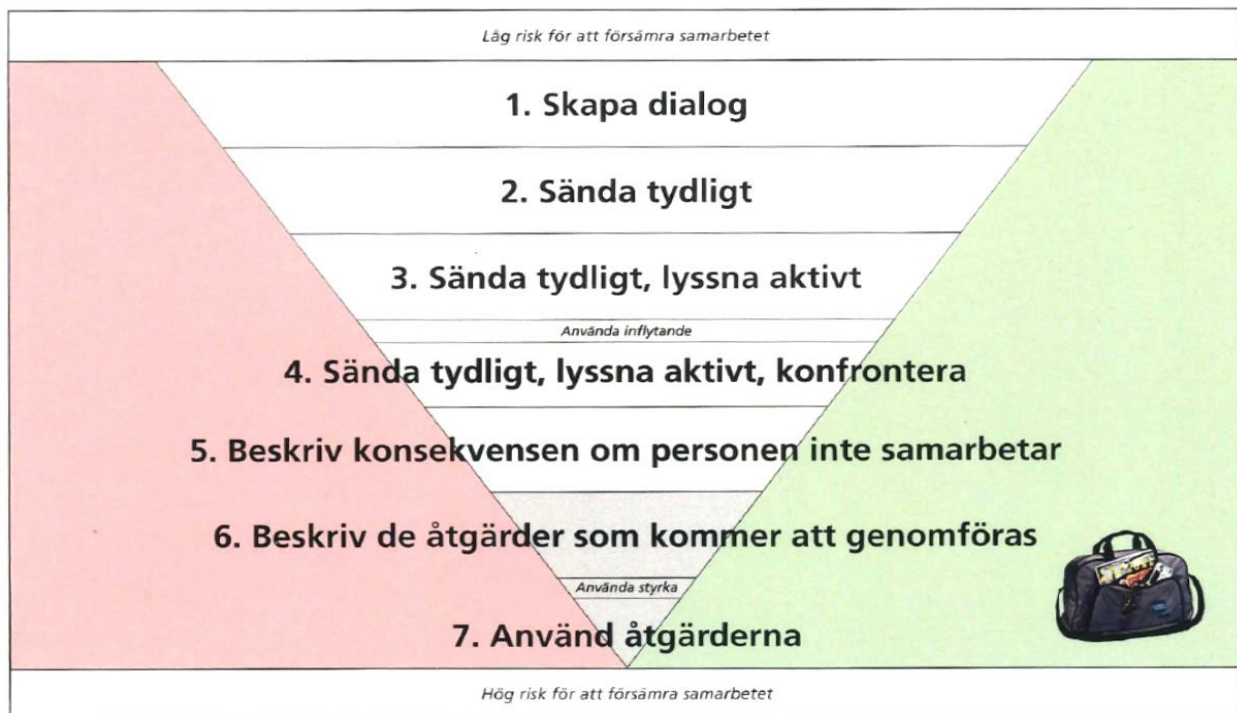 Låg risk för att försämra samarbetet
1. Skapa dialog
2. Sända tydligt
3. Sända tydligt, lyssna aktivt
Använda inflytande
4. Sända tydligt, lyssna aktivt, konfrontera
5. Beskriv konsekvensen om personen inte samarbetar
6. Beskriv de åtgärder som kommer att genomföras
Använda styrka
7. Använd åtgärderna
Hög risk för att försämra samarbetet